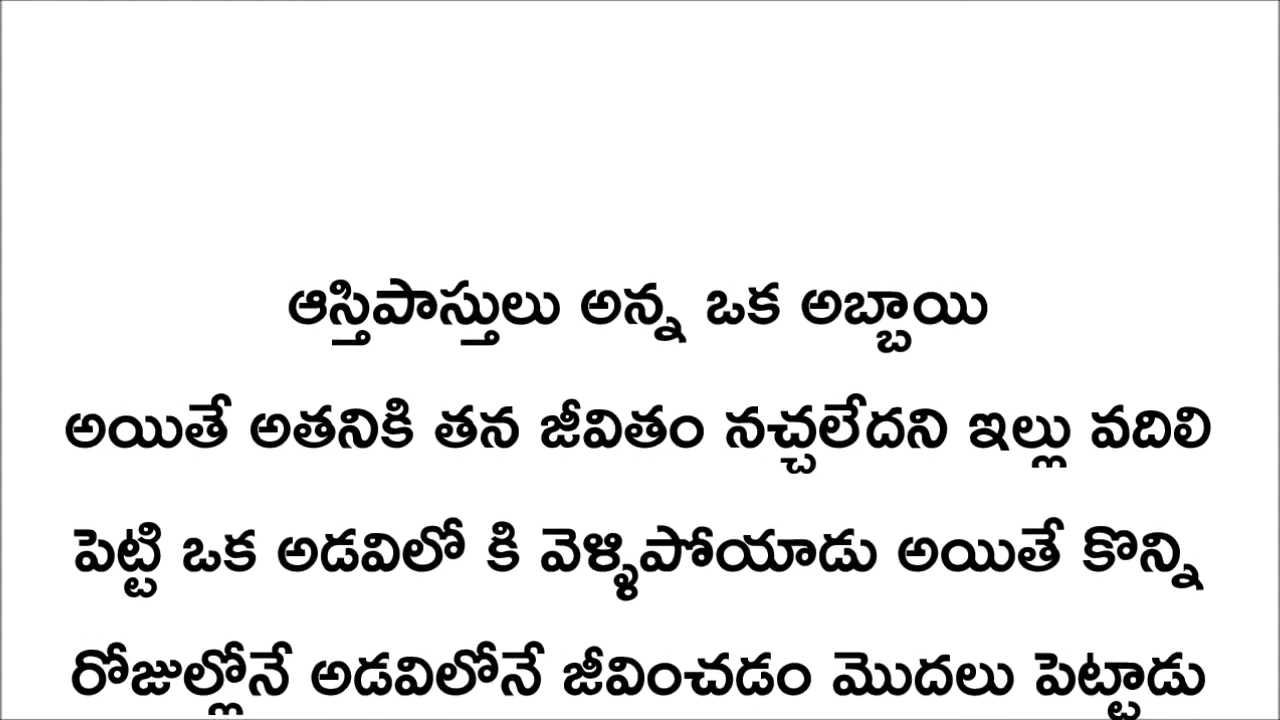 ఆస్తిపాస్తులు అన్న ఒక అబ్బాయి
అయితే అతనికి తన జీవితం నచ్చలేదని ఇల్లు వదిలి
పెట్టి ఒక అడవిలో కి వెళ్ళిపోయాడు అయితే కొన్ని
రోజుల్లోనే అడవిలోనే జీవించడం మొదలు పెట్టాడు